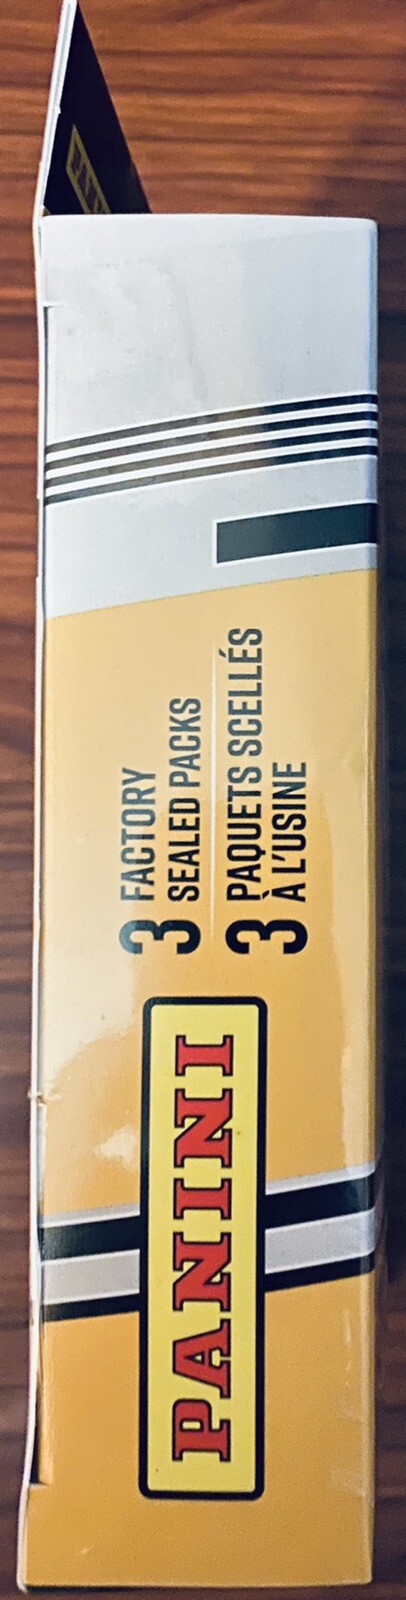 PANINI
3 FACTORY
SEALED PACKS
3 PAQUETS SCELLÉS
À L'USINE